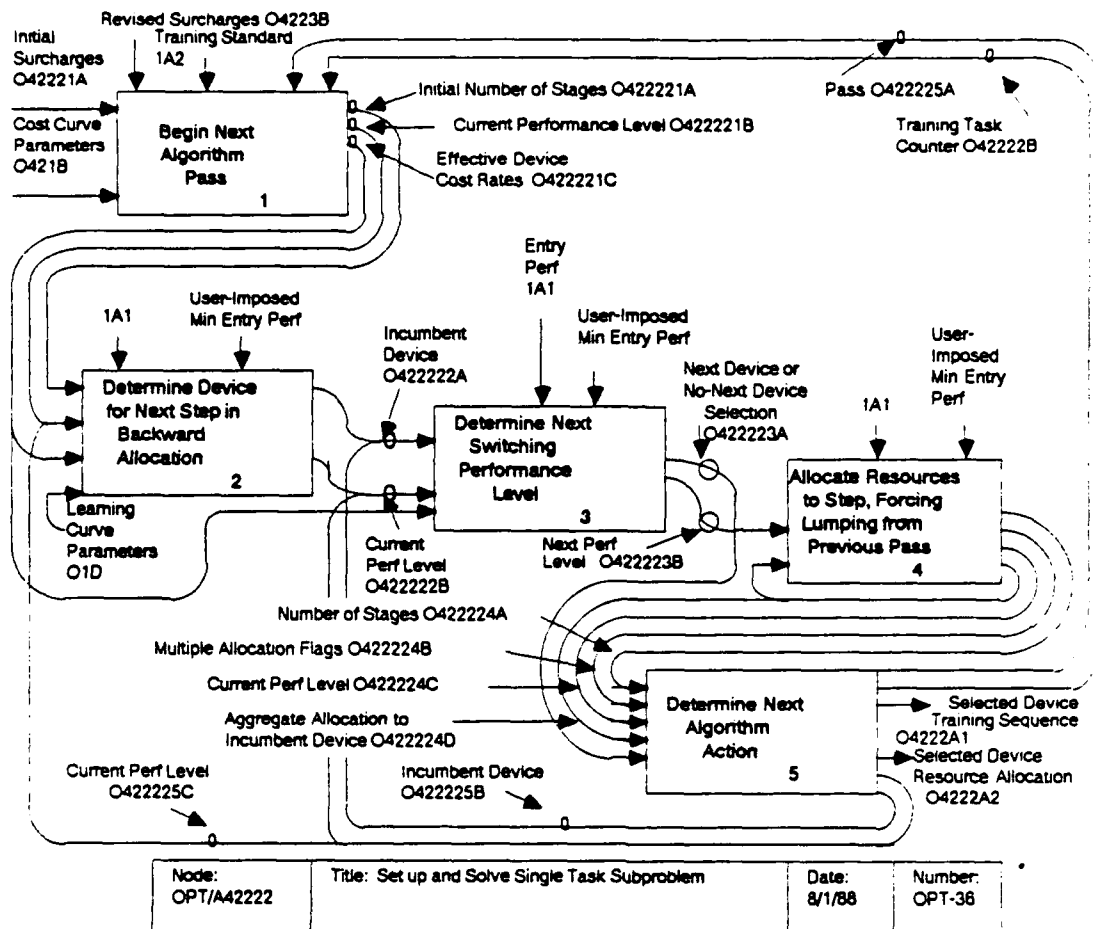 Revised Surcharges O4223B
Initial
Surcharges
O42221A
Training Standard
1A2
Cost Curve
Parameters
O421B
Begin Next
Algorithm
Pass
1
Initial Number of Stages O422221A
Current Performance Level O422221B
Effective Device
Cost Rates O422221C
Pass O422225A
Training Task
Counter O42222B
1A1
User-Imposed
Min Entry Perf
Incumbent
Device
O422222A
Entry
Perf
1A1
User-Imposed
Min Entry Perf
Next Device or
No-Next Device
Selection
O422223A
1A1
User-
Imposed
Min Entry
Perf
Determine Device
for Next Step in
Backward
Allocation
2
Determine Next
Switching
Performance
Level
3
Allocate Resources
to Step, Forcing
Lumping from
Previous Pass
4
Learning
Curve
Parameters
O1D
Current
Perf Level
O422222B
Next Perf
Level O422223B
Number of Stages O422224A
Multiple Allocation Flags O422224B
Current Perf Level O422224C
Aggregate Allocation to
Incumbent Device O422224D
Determine Next
Algorithm
Action
5
Selected Device
Training Sequence
O4222A1
Selected Device
Resource Allocation
O4222A2
Current Perf Level
O422225C
Incumbent Device
O422225B
Node:
OPT/A42222
Title: Set up and Solve Single Task Subproblem
Date:
8/1/88
Number:
OPT-36